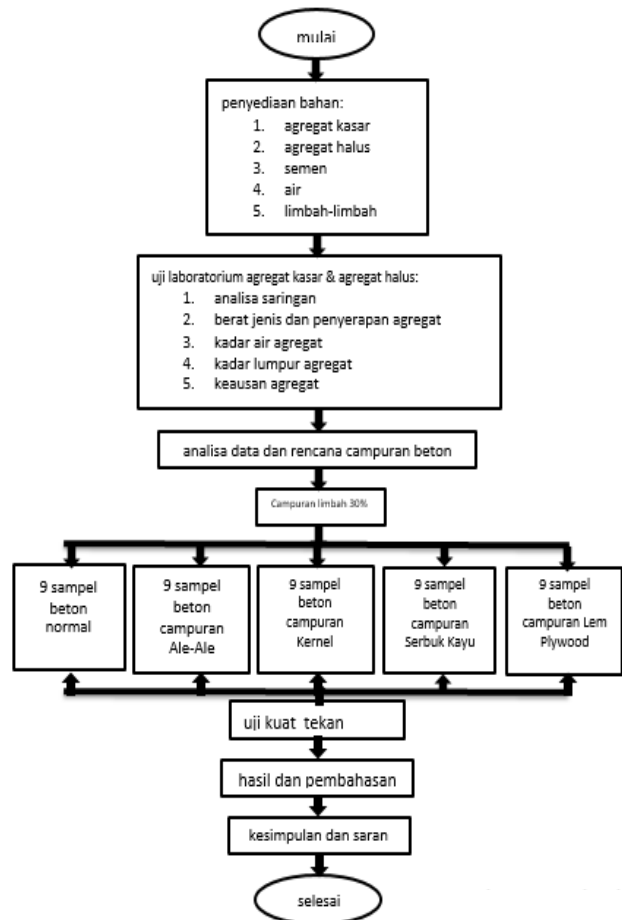 mulai
penyediaan bahan:
1. agregat kasar
2. agregat halus
3. semen
4. air
5. limbah-limbah
uji laboratorium agregat kasar & agregat halus:
1. analisa saringan
2. berat jenis dan penyerapan agregat
3. kadar air agregat
4. kadar lumpur agregat
5. keausan agregat
analisa data dan rencana campuran beton
Campuran limbah 30%
9 sampel
beton
normal
9 sampel
beton
campuran
Ale-Ale
9 sampel
beton
campuran
Kernel
9 sampel
beton
campuran
Serbuk Kayu
9 sampel
beton
campuran Lem
Plywood
uji kuat tekan
hasil dan pembahasan
kesimpulan dan saran
selesai